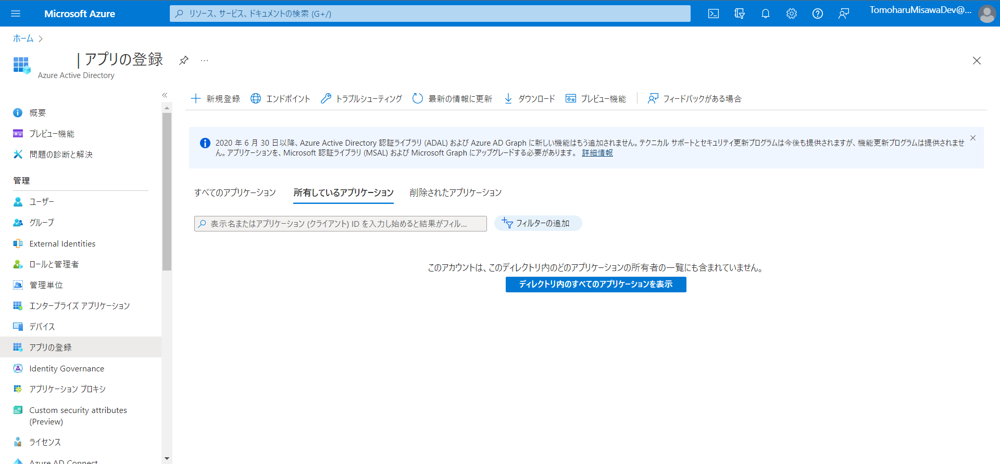 Microsoft Azure
リソース、サービス、ドキュメントの検索 (G+/)
TomoharuMisawaDev@...
ホーム
| アプリの登録
...
Azure Active Directory
新規登録
エンドポイント
トラブルシューティング
最新の情報に更新
ダウンロード
プレビュー機能
フィードバックがある場合
概要
プレビュー機能
問題の診断と解決
管理
ユーザー
グループ
External Identities
ロールと管理者
管理単位
エンタープライズ アプリケーション
デバイス
アプリの登録
Identity Governance
アプリケーション プロキシ
Custom security attributes
(Preview)
ライセンス
Azure AD Connect
2020 年 6 月 30 日以降、Azure Active Directory 認証ライブラリ (ADAL) および Azure AD Graph に新しい機能はもう追加されません。テクニカル サポートとセキュリティ更新プログラムは今後も提供されますが、機能更新プログラムは提供されませ
ん。アプリケーションを、Microsoft 認証ライブラリ (MSAL) および Microsoft Graph にアップグレードする必要があります。 詳細情報
すべてのアプリケーション
所有しているアプリケーション
削除されたアプリケーション
表示名またはアプリケーション (クライアント) ID を入力し始めると結果がフィル...
フィルターの追加
このアカウントは、このディレクトリ内のどのアプリケーションの所有者の一覧にも含まれていません。
ディレクトリ内のすべてのアプリケーションを表示